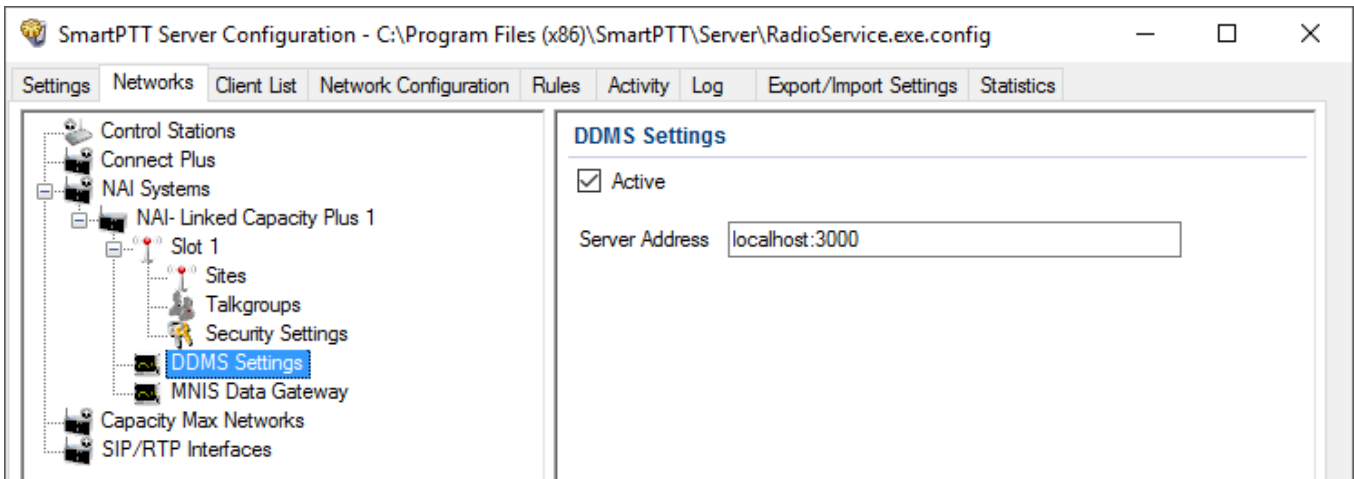 SmartPTT Server Configuration - C:\Program Files (x86)\SmartPTT\Server\RadioService.exe.config
Settings Networks Client List Network Configuration Rules Activity Log Export/Import Settings Statistics
Control Stations
Connect Plus
NAI Systems
NAI- Linked Capacity Plus 1
Slot 1
Sites
Talkgroups
Security Settings
DDMS Settings
MNIS Data Gateway
Capacity Max Networks
SIP/RTP Interfaces
DDMS Settings
Active
Server Address localhost:3000